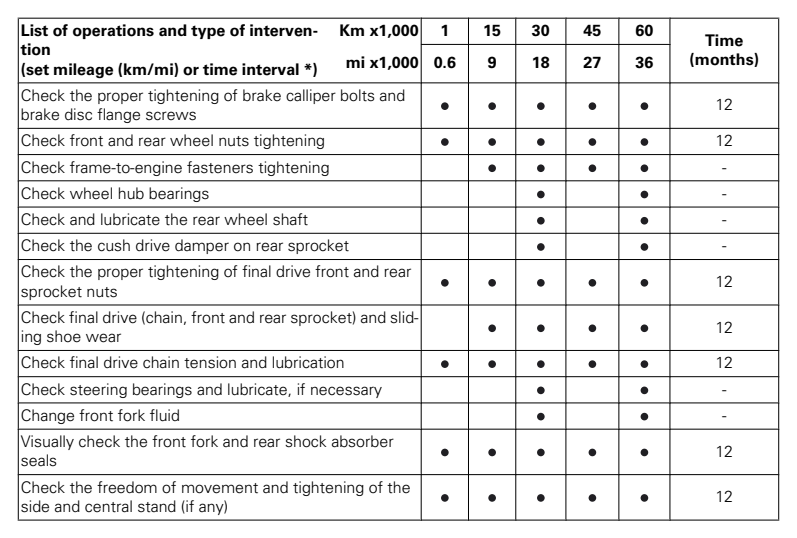 List of operations and type of interven- Km x1,000 1 15 30 45 60 Time
tion
(set mileage (km/mi) or time interval *) mi x1,000 0.6 9 18 27 36 (months)
Check the proper tightening of brake calliper bolts and
brake disc flange screws ● ● ● ● ● 12
Check front and rear wheel nuts tightening ● ● ● ● ● 12
Check frame-to-engine fasteners tightening ● ● ● ● -
Check wheel hub bearings ● ● -
Check and lubricate the rear wheel shaft ● ● -
Check the cush drive damper on rear sprocket ● ● -
Check the proper tightening of final drive front and rear
sprocket nuts ● ● ● ● ● 12
Check final drive (chain, front and rear sprocket) and slid-
ing shoe wear ● ● ● ● 12
Check final drive chain tension and lubrication ● ● ● ● ● 12
Check steering bearings and lubricate, if necessary ● ● -
Change front fork fluid ● ● -
Visually check the front fork and rear shock absorber
seals ● ● ● ● ● 12
Check the freedom of movement and tightening of the
side and central stand (if any) ● ● ● ● ● 12